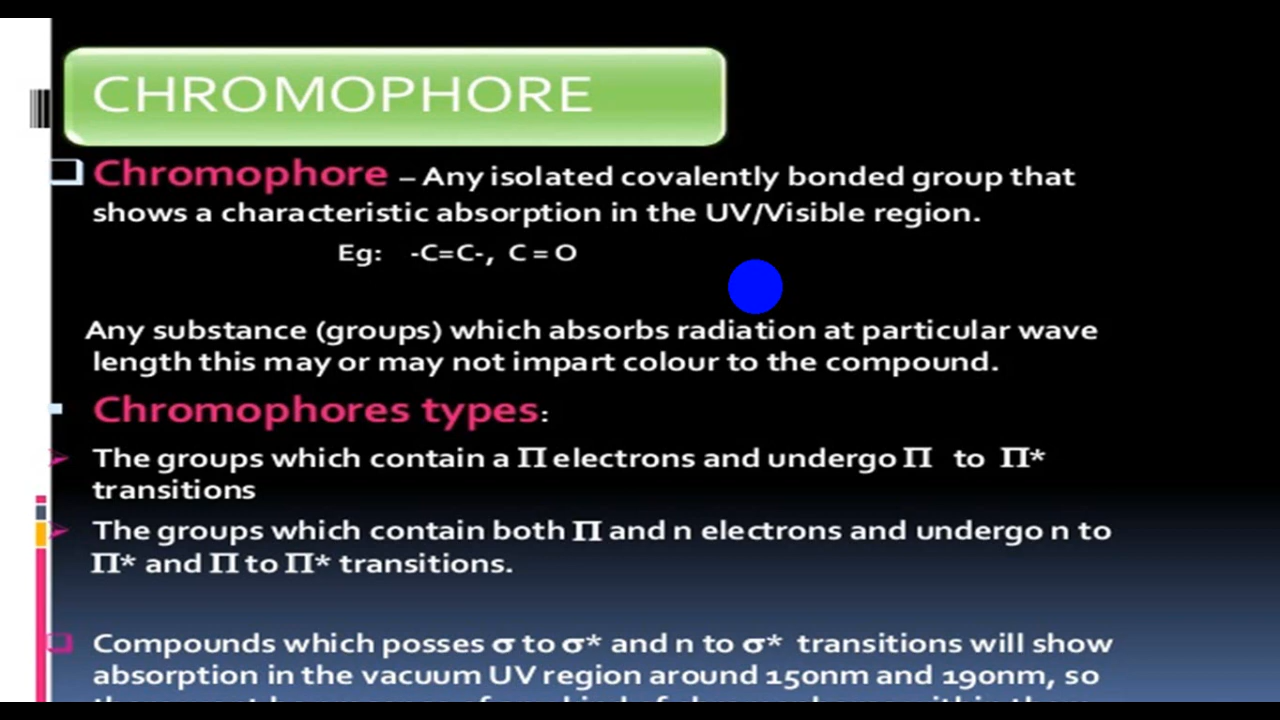 CHROMOPHORE
Chromophore – Any isolated covalently bonded group that
shows a characteristic absorption in the UV/Visible region.
Eg: -C=C-, C = O
Any substance (groups) which absorbs radiation at particular wave
length this may or may not impart colour to the compound.
Chromophores types:
The groups which contain a Π electrons and undergo Π to Π*
transitions
The groups which contain both Π and n electrons and undergo n to
Π* and Π to Π* transitions.
Compounds which posses σ to σ* and n to σ* transitions will show
absorption in the vacuum UV region around 150nm and 190nm, so